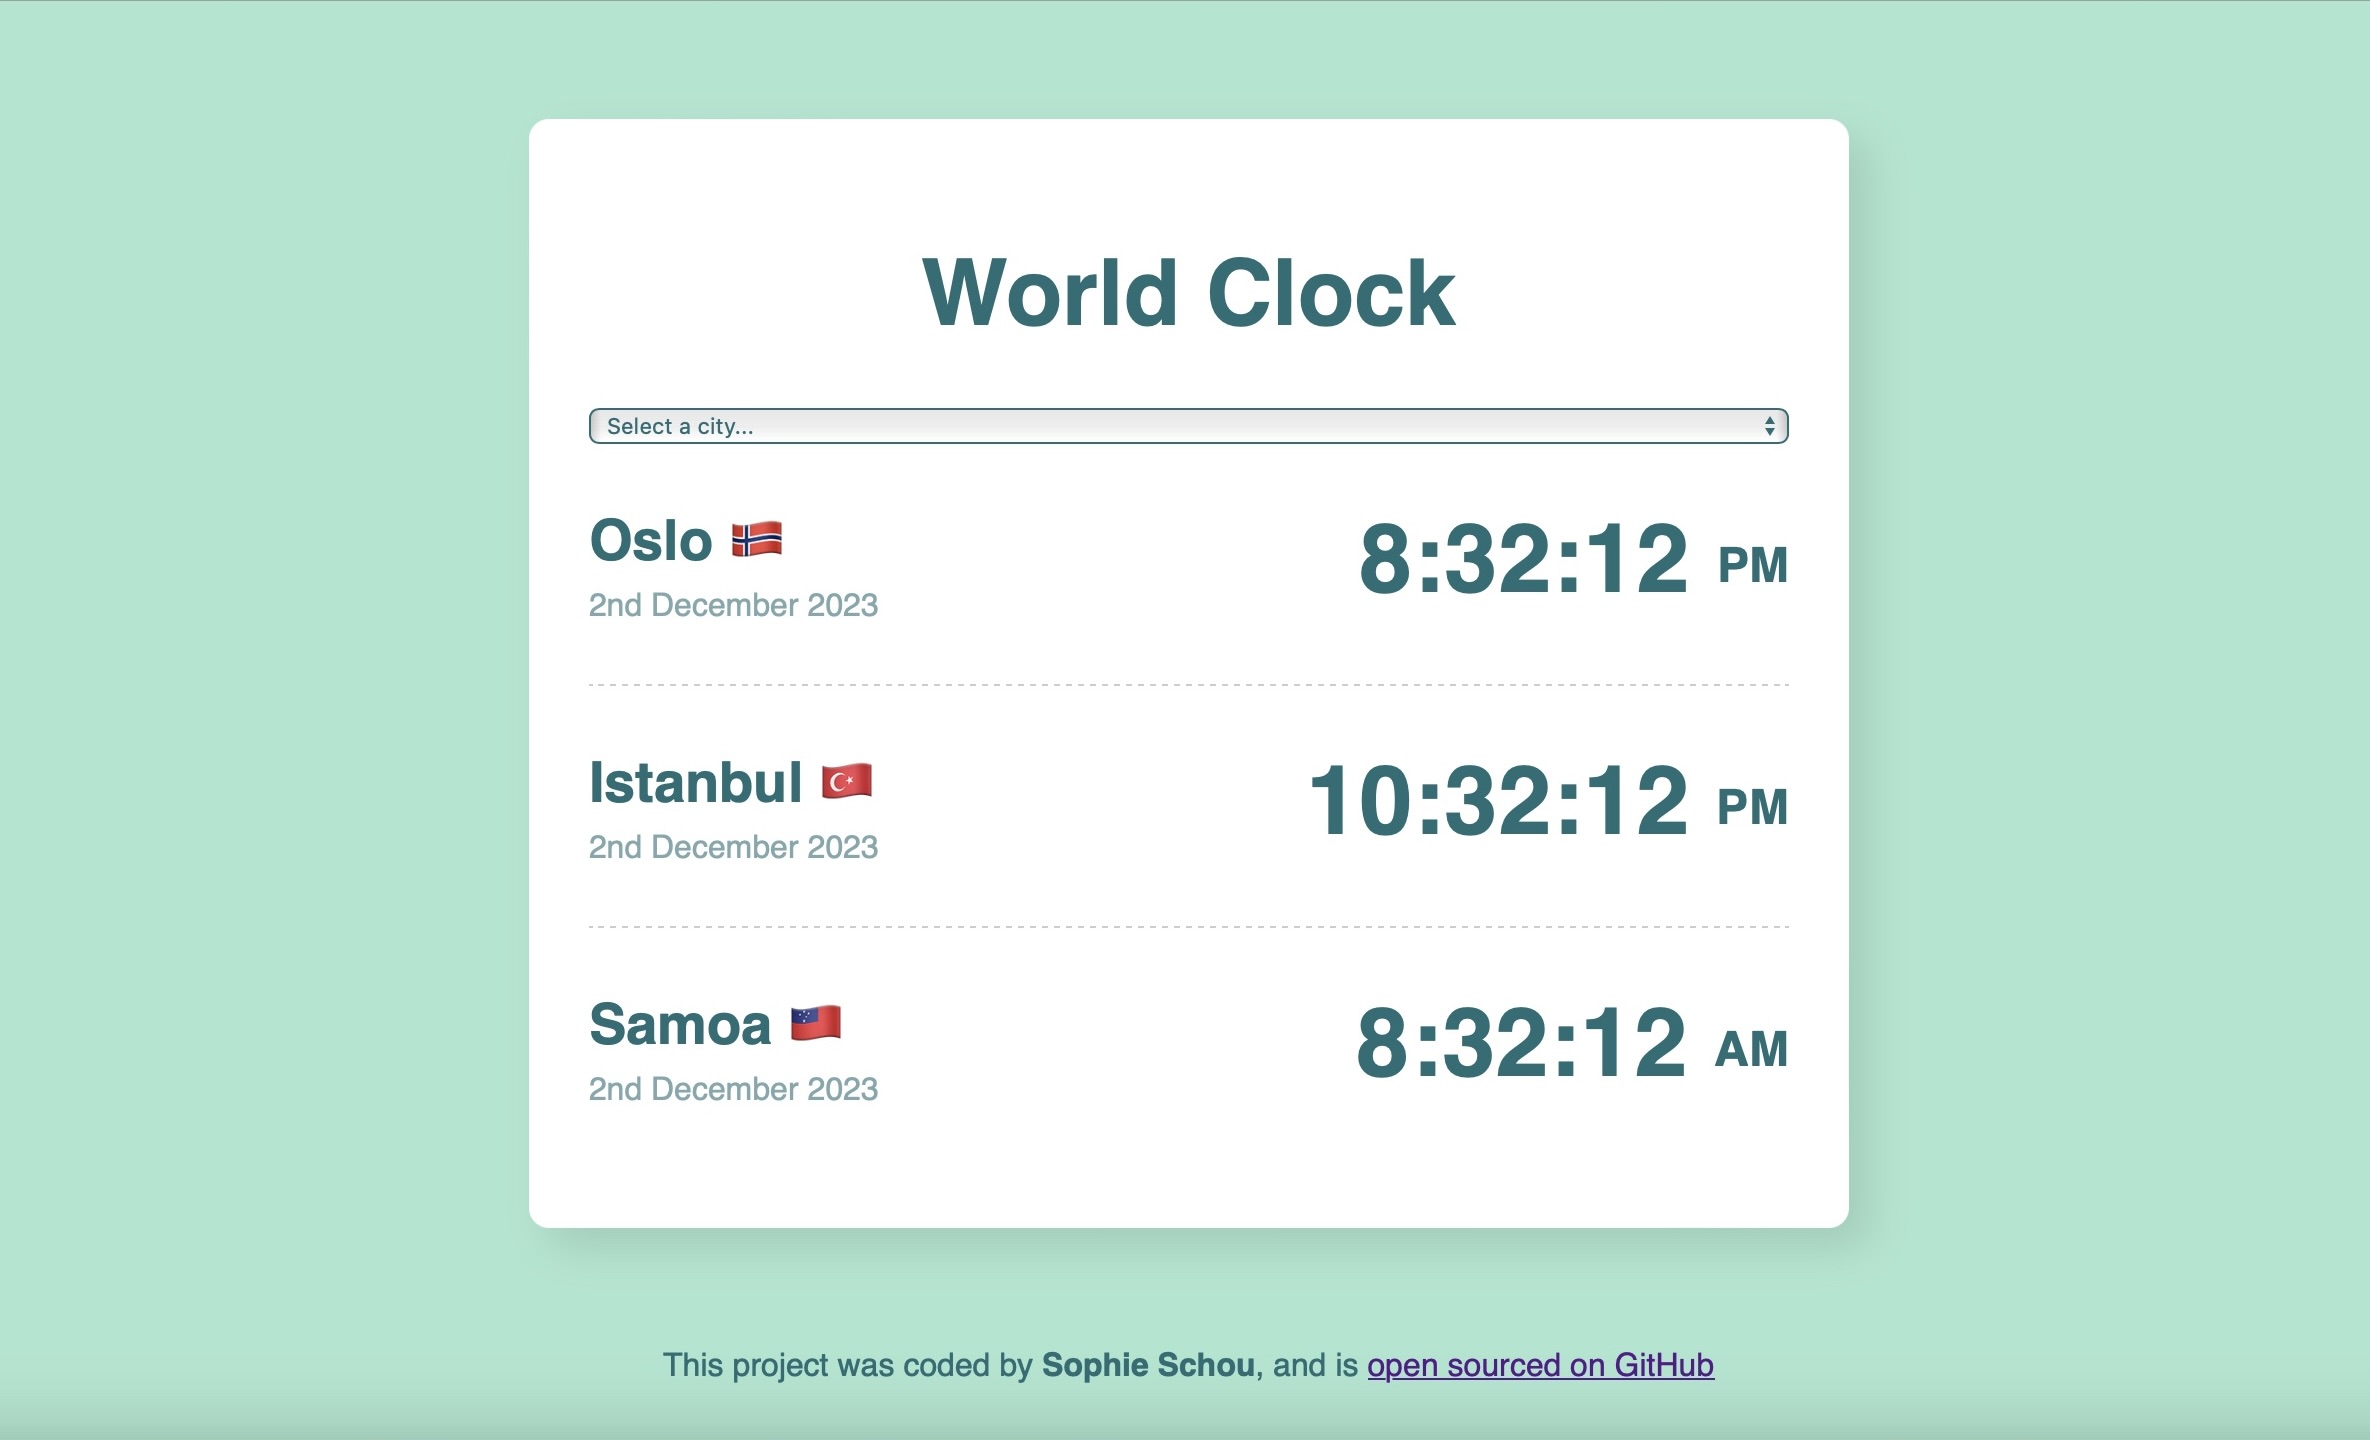 World Clock
Select a city...
Oslo 🇳🇴
8:32:12 PM
2nd December 2023
Istanbul 🇹🇷
10:32:12 PM
2nd December 2023
Samoa 🇼🇸
8:32:12 AM
2nd December 2023
This project was coded by Sophie Schou, and is open sourced on GitHub